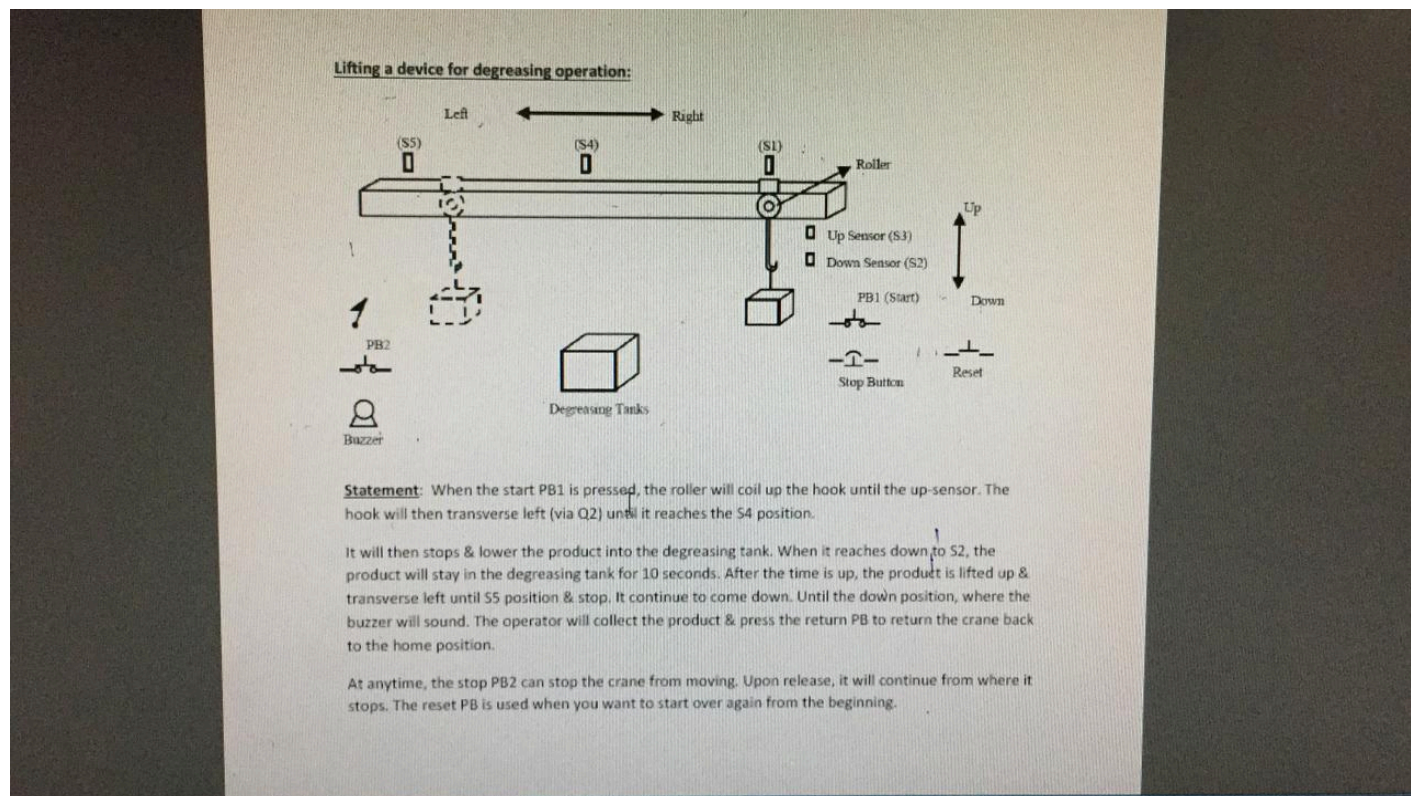 Lifting a device for degreasing operation:
Left
Right
(S5)
(S4)
(S1)
Roller
Up
Up Sensor (S3)
Down Sensor (S2)
PB1 (Start)
Down
PB2
Stop Button
Reset
Degreasing Tanks
Buzzer
Statement: When the start PB1 is pressed, the roller will coil up the hook until the up-sensor. The
hook will then transverse left (via Q2) until it reaches the S4 position.
It will then stops & lower the product into the degreasing tank. When it reaches down to S2, the
product will stay in the degreasing tank for 10 seconds. After the time is up, the product is lifted up &
transverse left until S5 position & stop. It continue to come down. Until the down position, where the
buzzer will sound. The operator will collect the product & press the return PB to return the crane back
to the home position.
At anytime, the stop PB2 can stop the crane from moving. Upon release, it will continue from where it
stops. The reset PB is used when you want to start over again from the beginning.